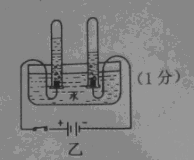 (1分)
水
+ -
乙